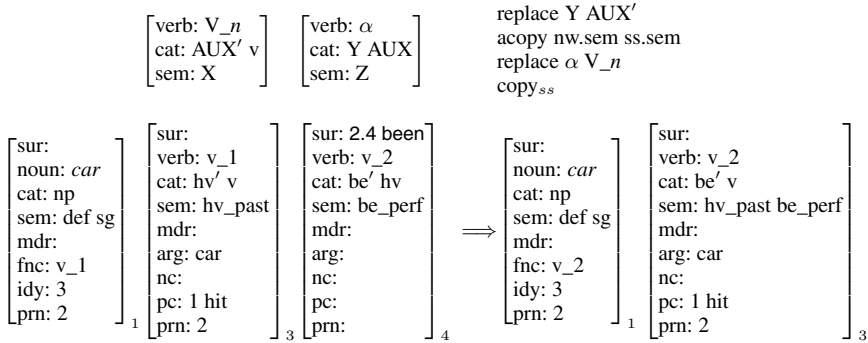 verb: V_n
cat: AUX′ v
sem: X
verb: α
cat: Y AUX
sem: Z
replace Y AUX′
acopy nw.sem ss.sem
replace α V_n
copyss
sur:
noun: car
cat: np
sem: def sg
mdr:
fnc: v_1
idy: 3
prn: 2
1
sur:
verb: v_1
cat: hv′ v
sem: hv_past
mdr:
arg: car
nc:
pc: 1 hit
prn: 2
3
sur: 2.4 been
verb: v_2
cat: be′ hv
sem: be_perf
mdr:
arg:
nc:
pc:
prn:
4
⟹
sur:
noun: car
cat: np
sem: def sg
mdr:
fnc: v_2
idy: 3
prn: 2
1
sur:
verb: v_2
cat: be′ v
sem: hv_past be_perf
mdr:
arg: car
nc:
pc: 1 hit
prn: 2
3